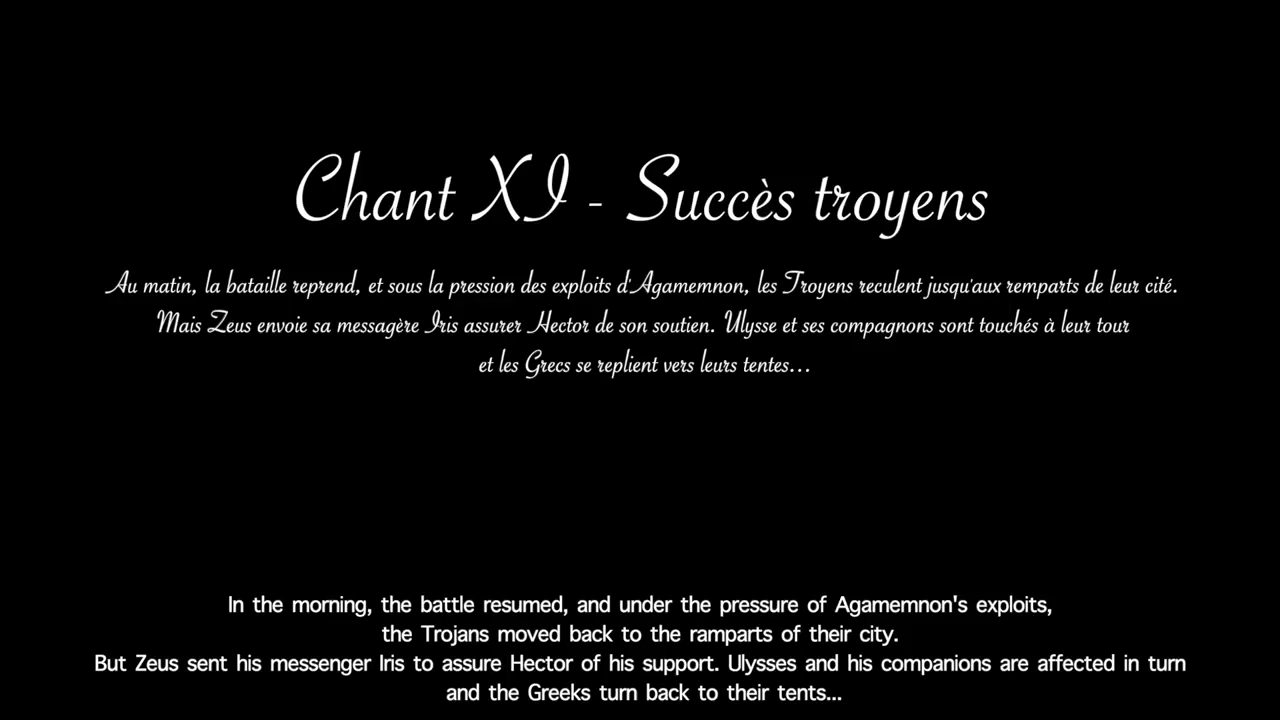 Chant XI - Succès troyens
Au matin, la bataille reprend, et sous la pression des exploits d'Agamemnon, les Troyens reculent jusqu'aux remparts de leur cité.
Mais Zeus envoie sa messagère Iris assurer Hector de son soutien. Ulysse et ses compagnons sont touchés à leur tour
et les Grecs se replient vers leurs tentes...
In the morning, the battle resumed, and under the pressure of Agamemnon's exploits,
the Trojans moved back to the ramparts of their city.
But Zeus sent his messenger Iris to assure Hector of his support. Ulysses and his companions are affected in turn
and the Greeks turn back to their tents...